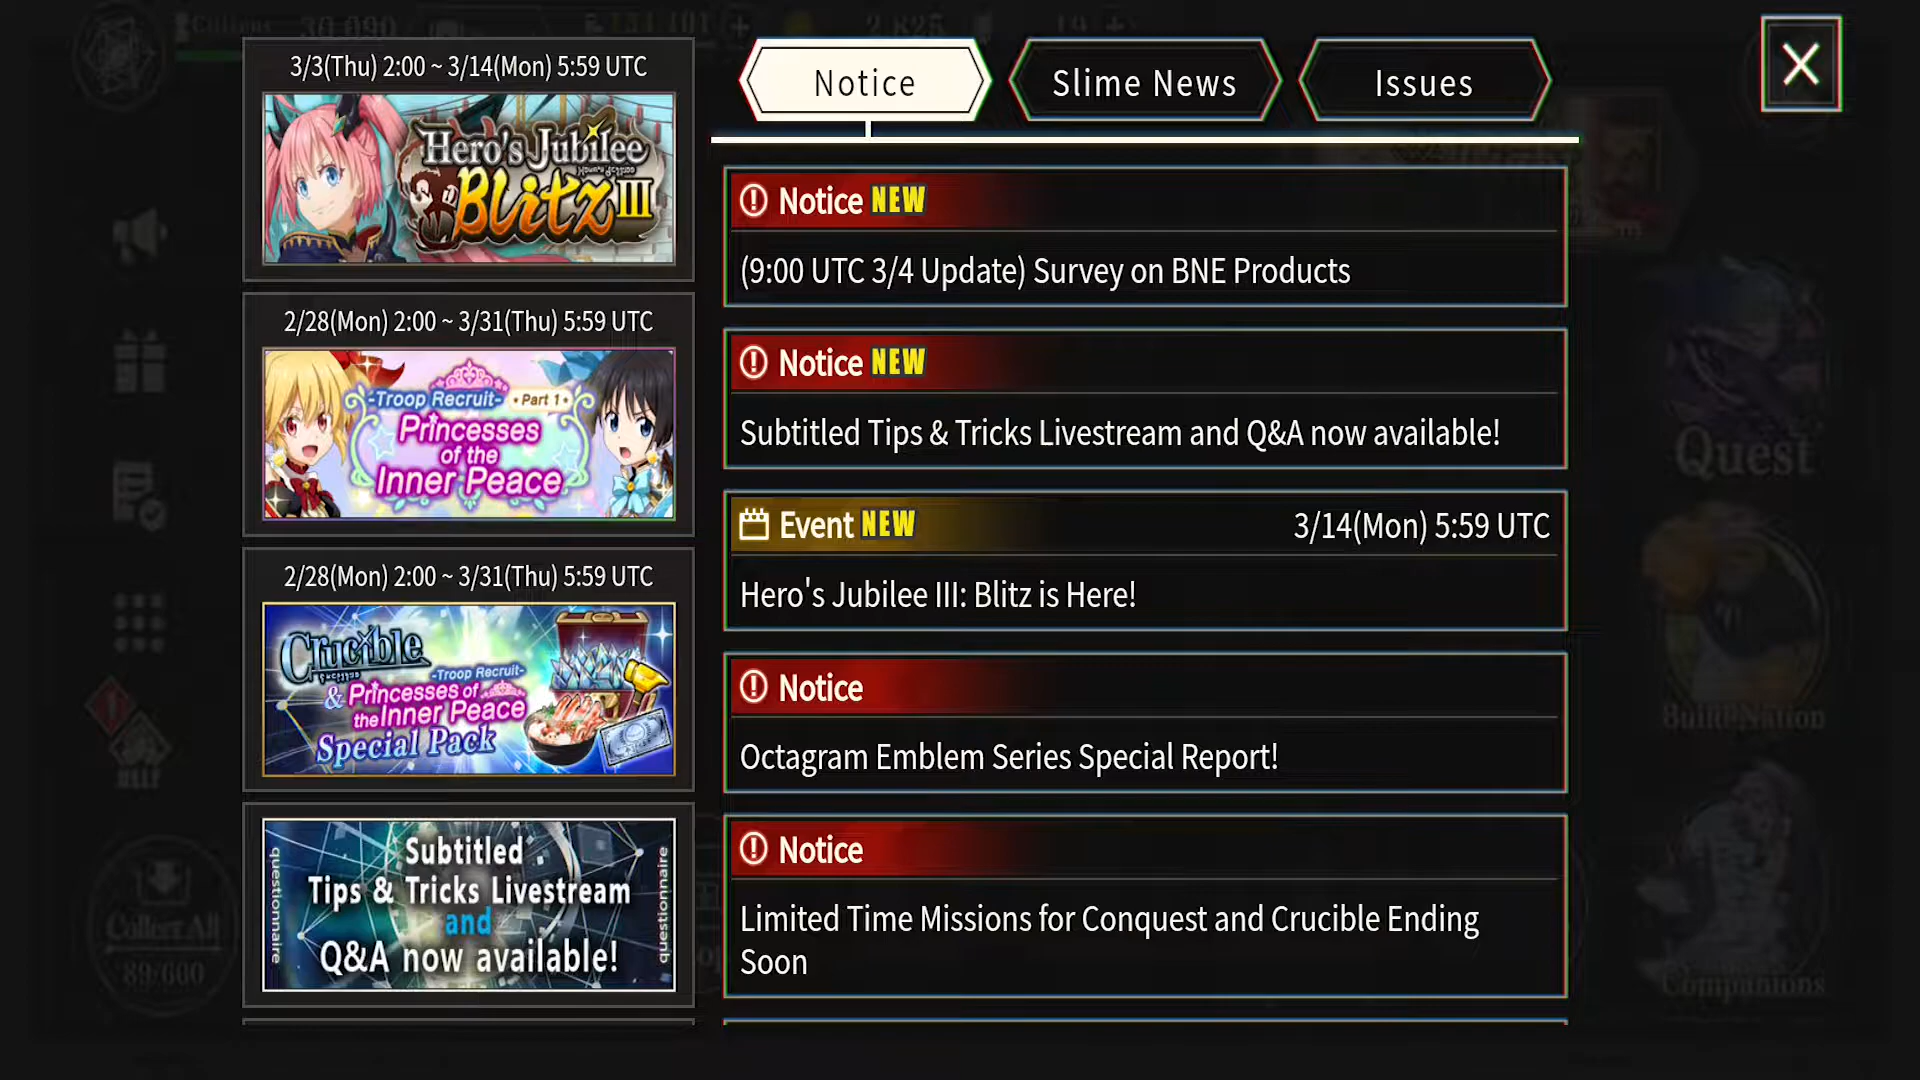 3/3(Thu) 2:00 ~ 3/14(Mon) 5:59 UTC
Hero's Jubilee
Blitz III
2/28(Mon) 2:00 ~ 3/31(Thu) 5:59 UTC
-Troop Recruit- • Part 1 •
Princesses
of the
Inner Peace
2/28(Mon) 2:00 ~ 3/31(Thu) 5:59 UTC
Crucible
-Troop Recruit-
& Princesses of
the Inner Peace
Special Pack
questionnaire
Subtitled
Tips & Tricks Livestream
and
Q&A now available!
questionnaire
Notice
Slime News
Issues
Notice NEW
(9:00 UTC 3/4 Update) Survey on BNE Products
Notice NEW
Subtitled Tips & Tricks Livestream and Q&A now available!
Event NEW
3/14(Mon) 5:59 UTC
Hero's Jubilee III: Blitz is Here!
Notice
Octagram Emblem Series Special Report!
Notice
Limited Time Missions for Conquest and Crucible Ending
Soon
Quest
Build Nation
Companions
Collect All
89/600